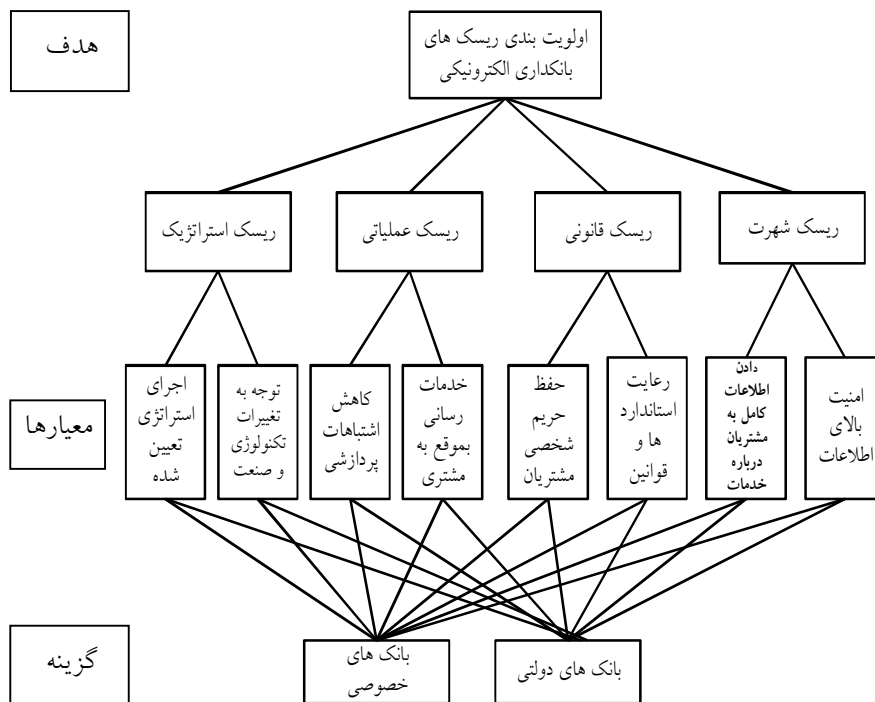 هدف
اولویت بندی ریسک های
بانکداری الکترونیکی
ریسک شهرت
ریسک قانونی
ریسک عملیاتی
ریسک استراتژیک
معیارها
امنیت
بالای
اطلاعات
دادن
اطلاعات
کامل به
مشتریان
درباره
خدمات
رعایت
استاندارد
ها و
قوانین
حفظ
حریم
شخصی
مشتریان
خدمات
رسانی
بموقع به
مشتری
کاهش
اشتباهات
پردازشی
توجه به
تغییرات
تکنولوژی
و صنعت
اجرای
استراتژی
تعیین
شده
گزینه
بانک های دولتی
بانک های
خصوصی